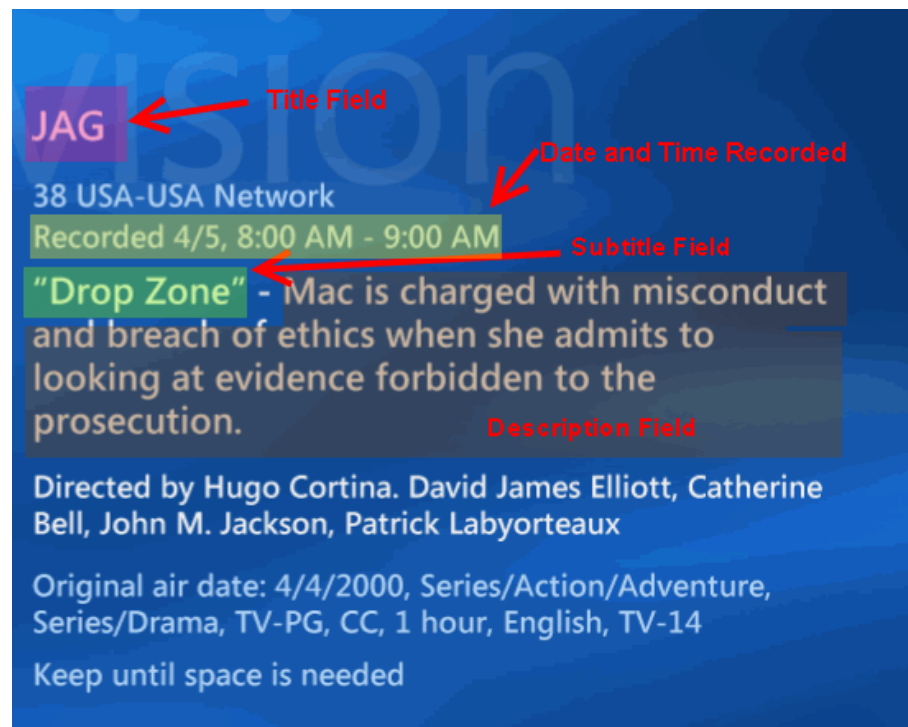 vision
JAG
Title Field
Date and Time Recorded
38 USA-USA Network
Recorded 4/5, 8:00 AM - 9:00 AM
Subtitle Field
"Drop Zone" - Mac is charged with misconduct
and breach of ethics when she admits to
looking at evidence forbidden to the
prosecution.
Description Field
Directed by Hugo Cortina. David James Elliott, Catherine
Bell, John M. Jackson, Patrick Labyorteaux
Original air date: 4/4/2000, Series/Action/Adventure,
Series/Drama, TV-PG, CC, 1 hour, English, TV-14
Keep until space is needed